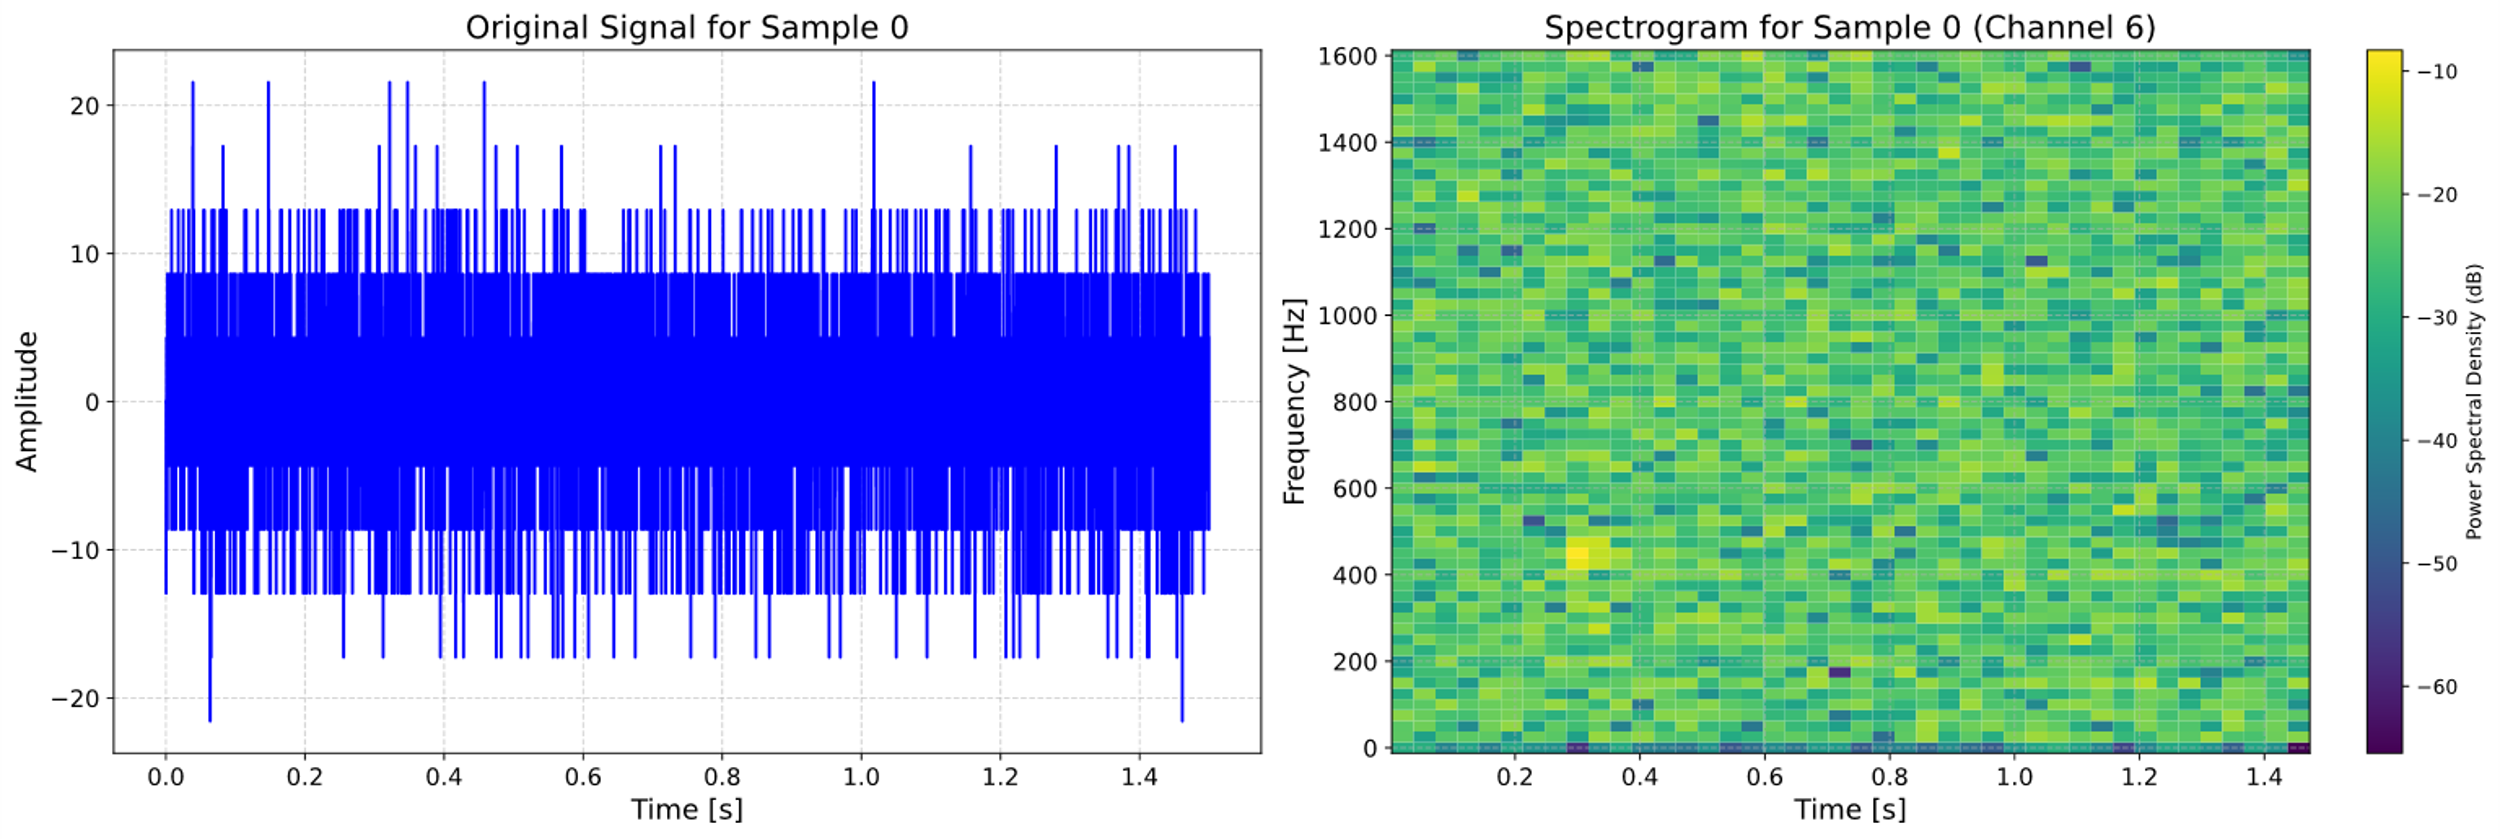 Original Signal for Sample 0
20
10
0
−10
−20
Amplitude
0.0 0.2 0.4 0.6 0.8 1.0 1.2 1.4
Time [s]
Spectrogram for Sample 0 (Channel 6)
1600
1400
1200
1000
800
600
400
200
0
Frequency [Hz]
0.2 0.4 0.6 0.8 1.0 1.2 1.4
Time [s]
−10
−20
−30
−40
−50
−60
Power Spectral Density (dB)